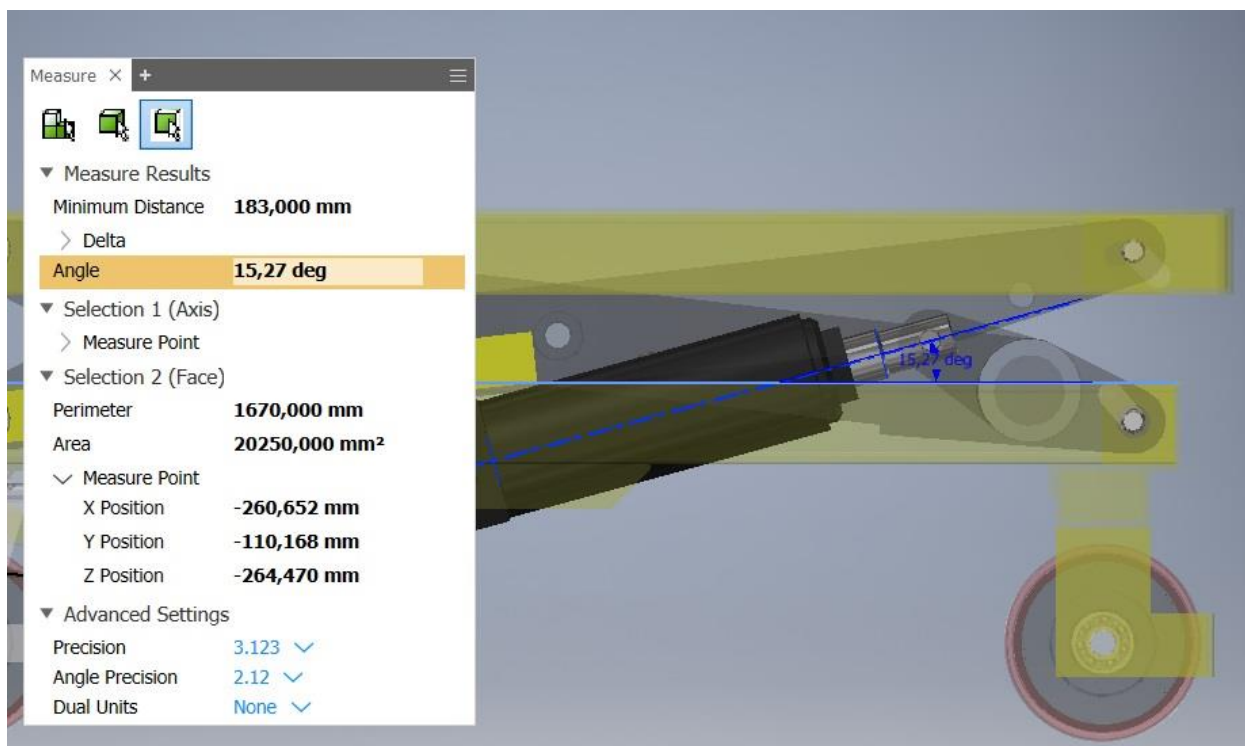 Measure × +
Measure Results
Minimum Distance 183,000 mm
Delta
Angle 15,27 deg
Selection 1 (Axis)
Measure Point
Selection 2 (Face)
Perimeter 1670,000 mm
Area 20250,000 mm²
Measure Point
X Position -260,652 mm
Y Position -110,168 mm
Z Position -264,470 mm
Advanced Settings
Precision 3.123
Angle Precision 2.12
Dual Units None
15,27 deg